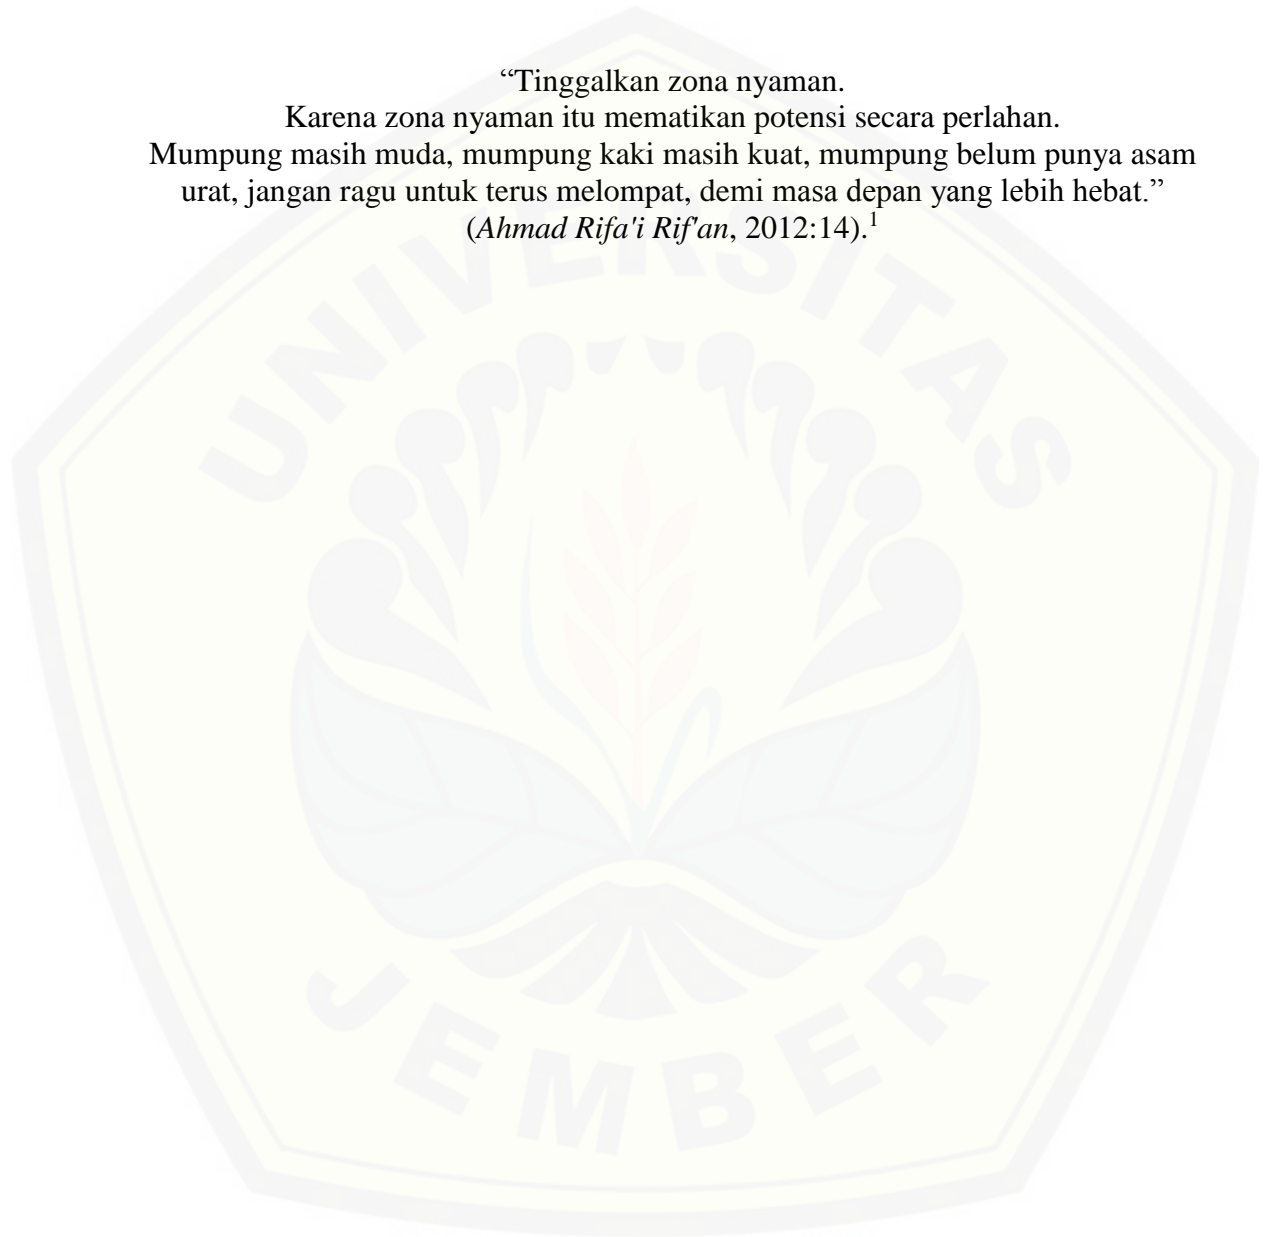 “Tinggalkan zona nyaman.
Karena zona nyaman itu mematikan potensi secara perlahan.
Mumpung masih muda, mumpung kaki masih kuat, mumpung belum punya asam
urat, jangan ragu untuk terus melompat, demi masa depan yang lebih hebat.”
(Ahmad Rifa'i Rif'an, 2012:14).¹
UNIVERSITAS
JEMBER